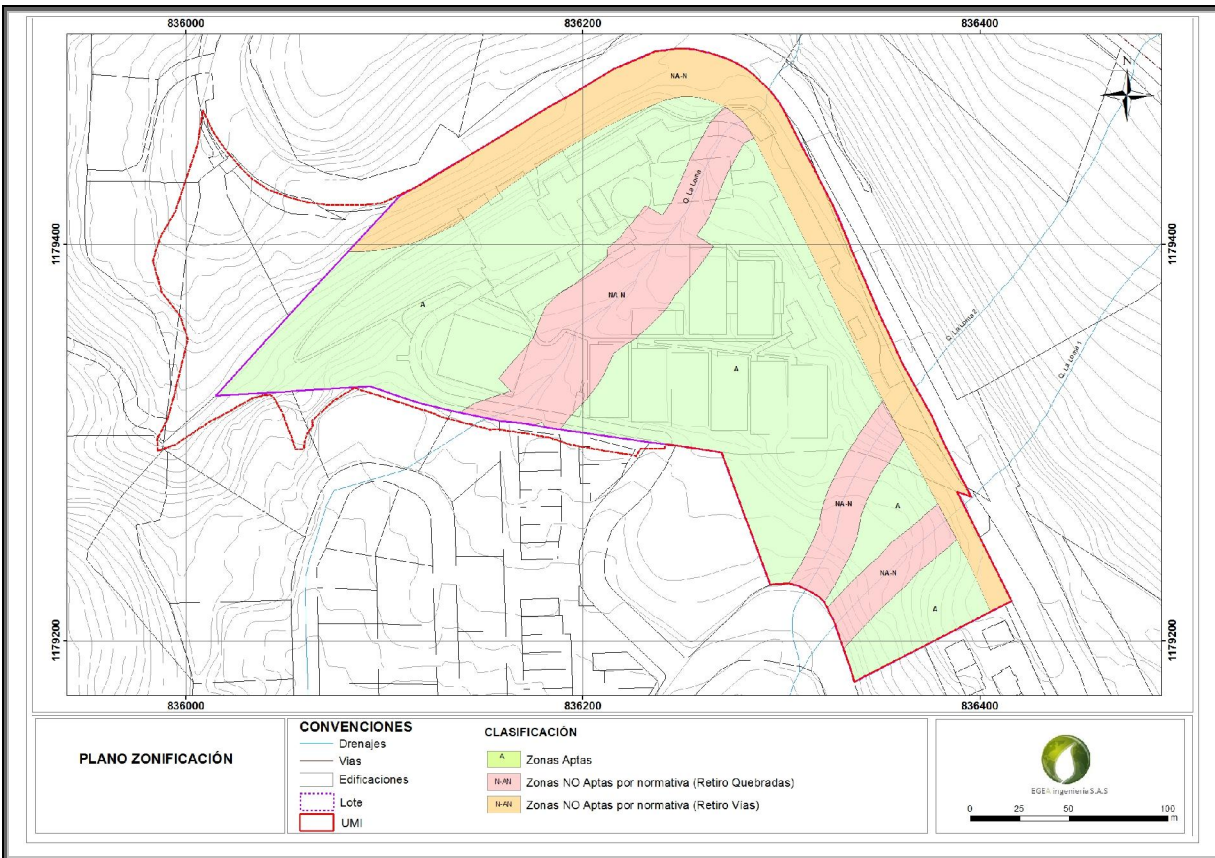 836000 836200 836400
N
NA-N
Q. La Loma
1179400 1179400
NA-N
A
A
Q. La Loma 2
Q. La Loma 1
NA-N
A
NA-N
A
1179200 1179200
836000 836200 836400
PLANO ZONIFICACIÓN
CONVENCIONES
Drenajes
Vías
Edificaciones
Lote
UMI
CLASIFICACIÓN
A Zonas Aptas
N-AN Zonas NO Aptas por normativa (Retiro Quebradas)
N-AN Zonas NO Aptas por normativa (Retiro Vías)
EGEA ingeniería S.A.S
0 25 50 100
m